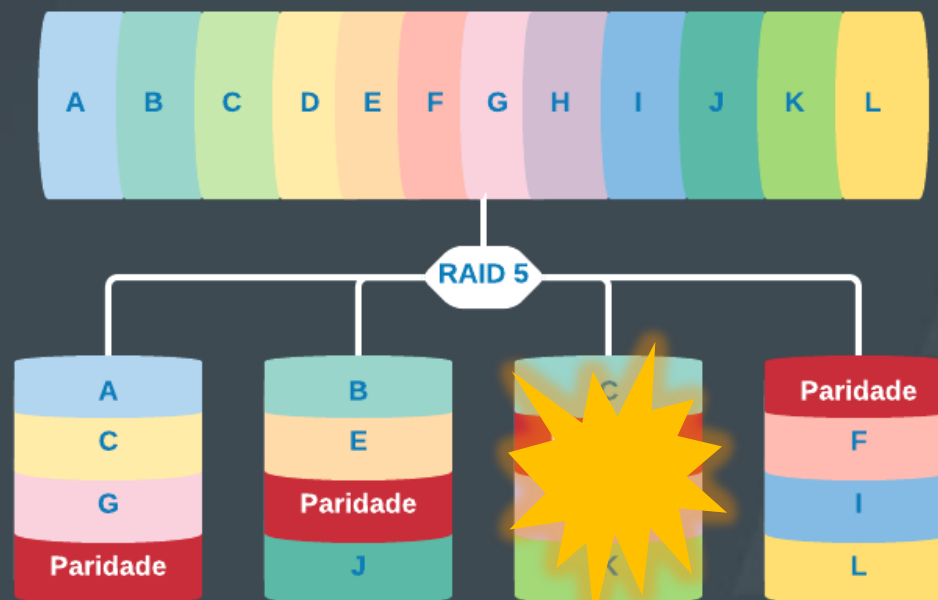 A B C D E F G H I J K L
RAID 5
A B C Paridade
C E F
G Paridade I
Paridade J K L